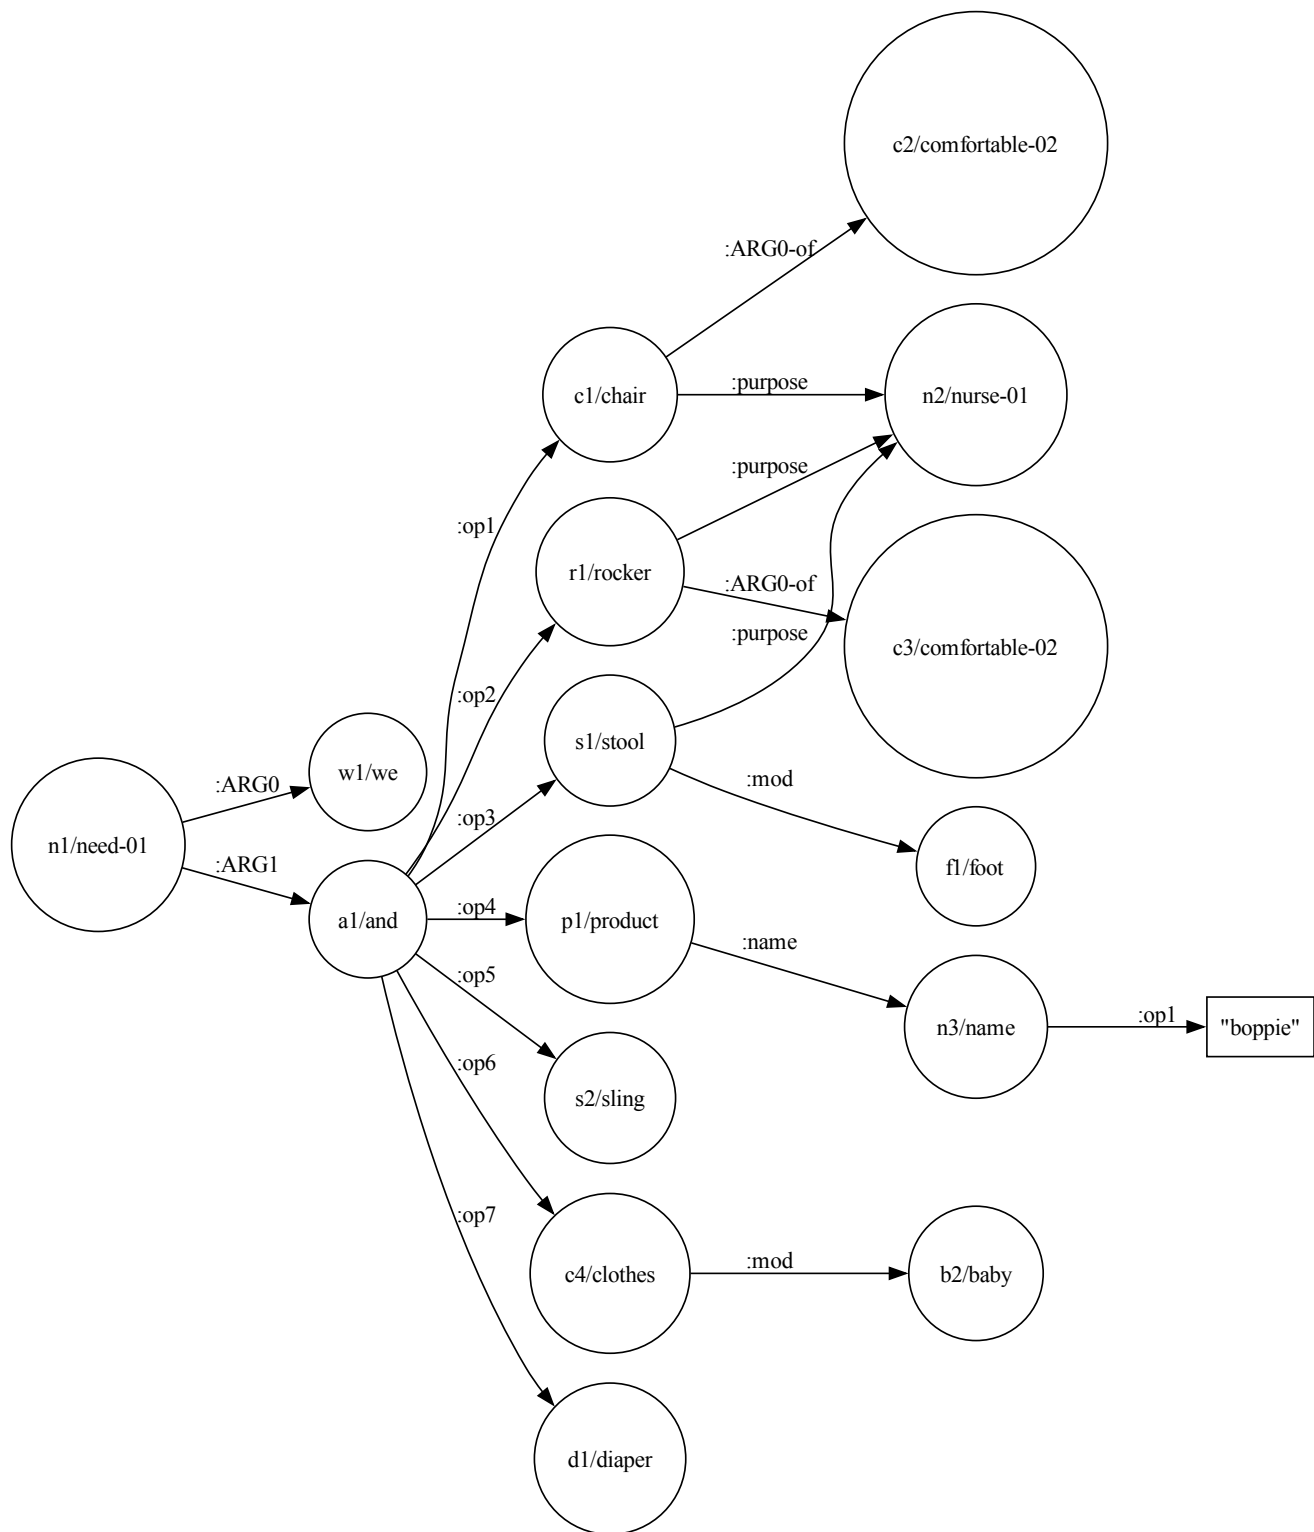 c2/comfortable-02
:ARG0-of
c1/chair
:purpose
n2/nurse-01
:purpose
:op1
r1/rocker
:ARG0-of
:purpose
c3/comfortable-02
:op2
s1/stool
w1/we
:mod
:ARG0
:op3
n1/need-01
:ARG1
f1/foot
a1/and
:op4
p1/product
:name
:op5
n3/name
:op1
"boppie"
:op6
s2/sling
:op7
c4/clothes
:mod
b2/baby
d1/diaper